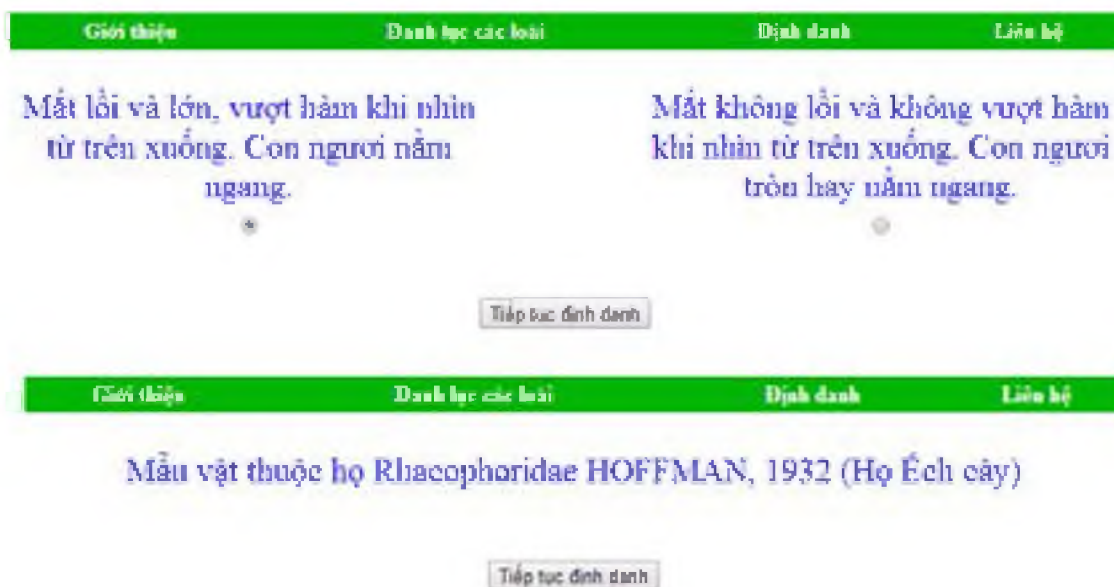 Giới thiệu Danh lục các loài Định danh Liên hệ
Mắt lồi và lớn, vượt hàm khi nhìn
từ trên xuống. Con ngươi nằm
ngang.
Mắt không lồi và không vượt hàm
khi nhìn từ trên xuống. Con ngươi
tròn hay nằm ngang.
Tiếp tục định danh
Giới thiệu Danh lục các loài Định danh Liên hệ
Mẫu vật thuộc họ Rhacophoridae HOFFMAN, 1932 (Họ Ếch cây)
Tiếp tục định danh